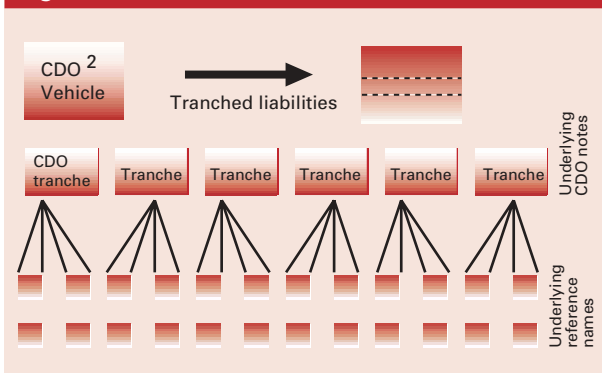 CDO 2
Vehicle
Tranched liabilities
CDO
tranche
Tranche
Tranche
Tranche
Tranche
Tranche
Underlying
CDO notes
Underlying
reference
names